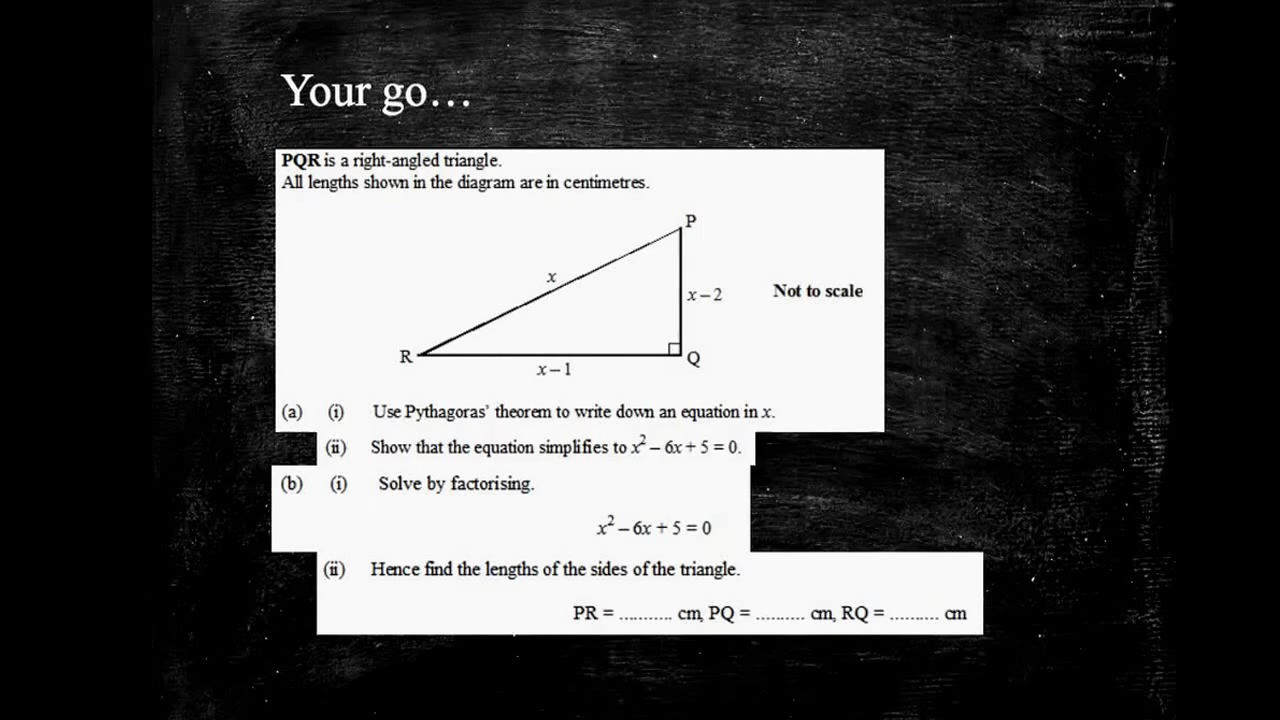 Your go…
PQR is a right-angled triangle.
All lengths shown in the diagram are in centimetres.
P
x
x – 2
Not to scale
R
Q
x – 1
(a) (i) Use Pythagoras’ theorem to write down an equation in x.
(ii) Show that the equation simplifies to x² – 6x + 5 = 0.
(b) (i) Solve by factorising.
x² – 6x + 5 = 0
(ii) Hence find the lengths of the sides of the triangle.
PR = ........... cm, PQ = .......... cm, RQ = .......... cm